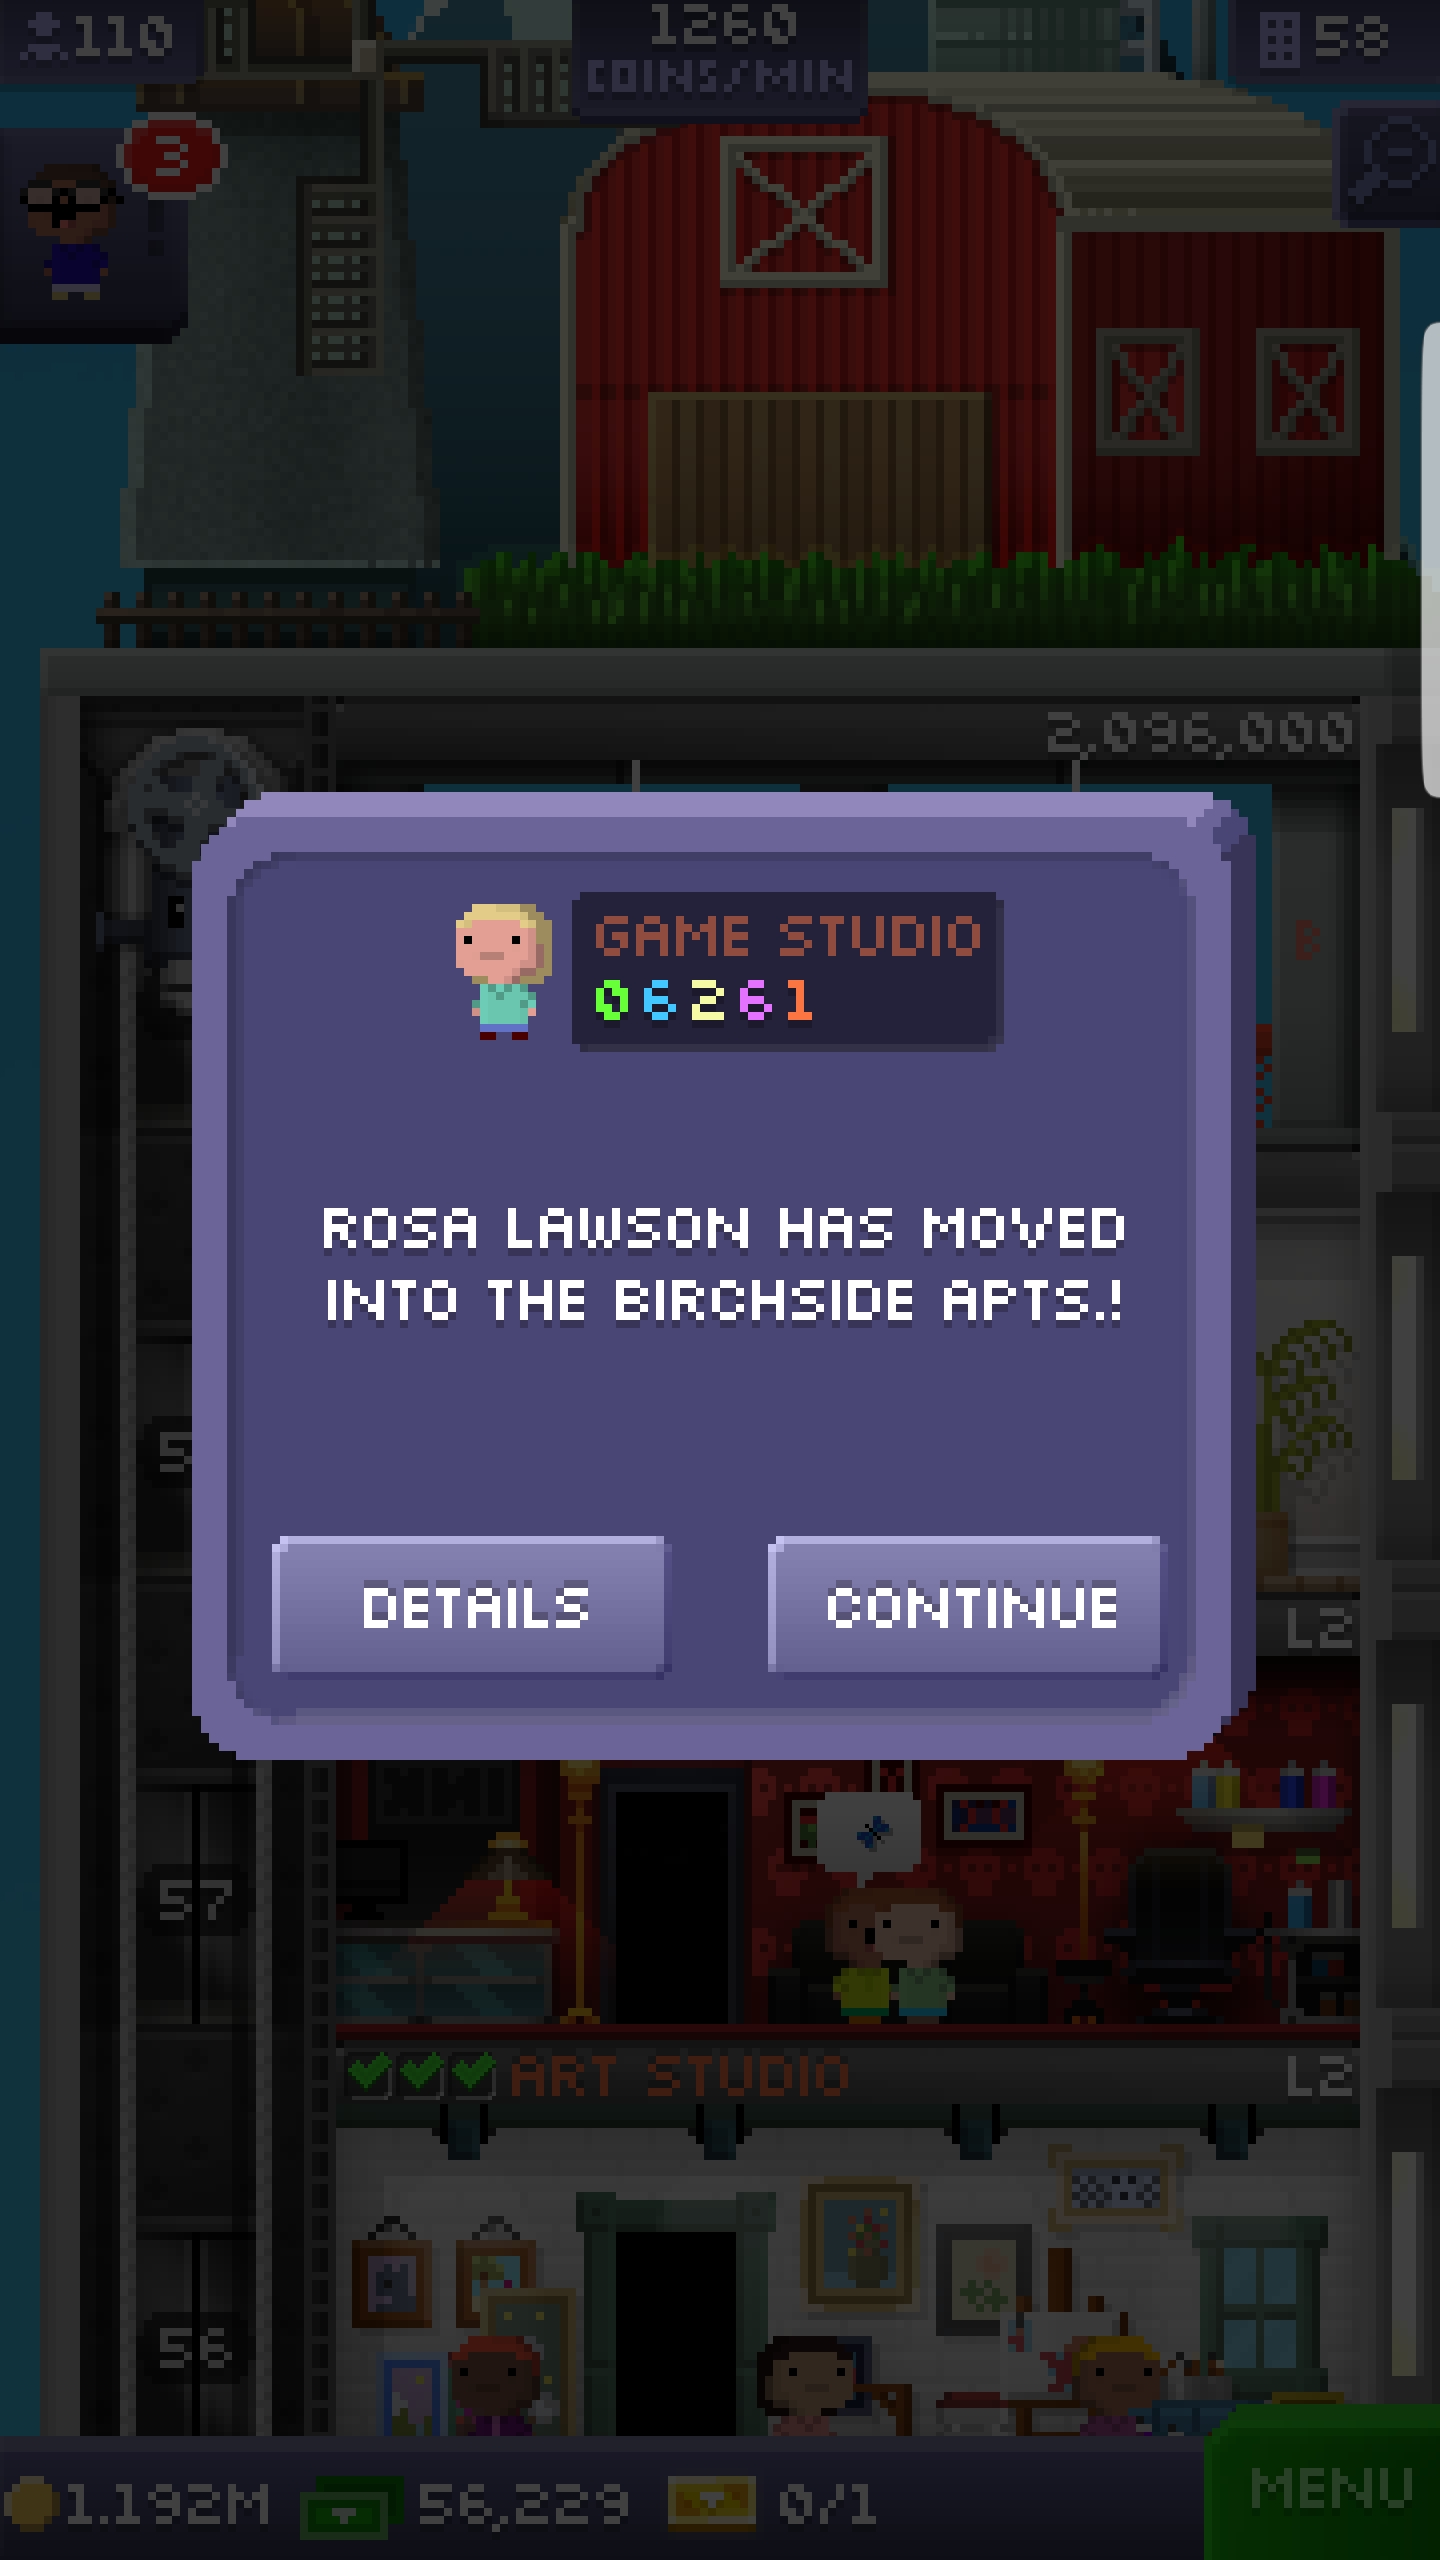 110
1260
COINS/MIN
58
3
2,096,000
B
GAME STUDIO
06261
ROSA LAWSON HAS MOVED
INTO THE BIRCHSIDE APTS.!
DETAILS
CONTINUE
L2
57
ART STUDIO
L2
56
1.192M
56,229
0/1
MENU